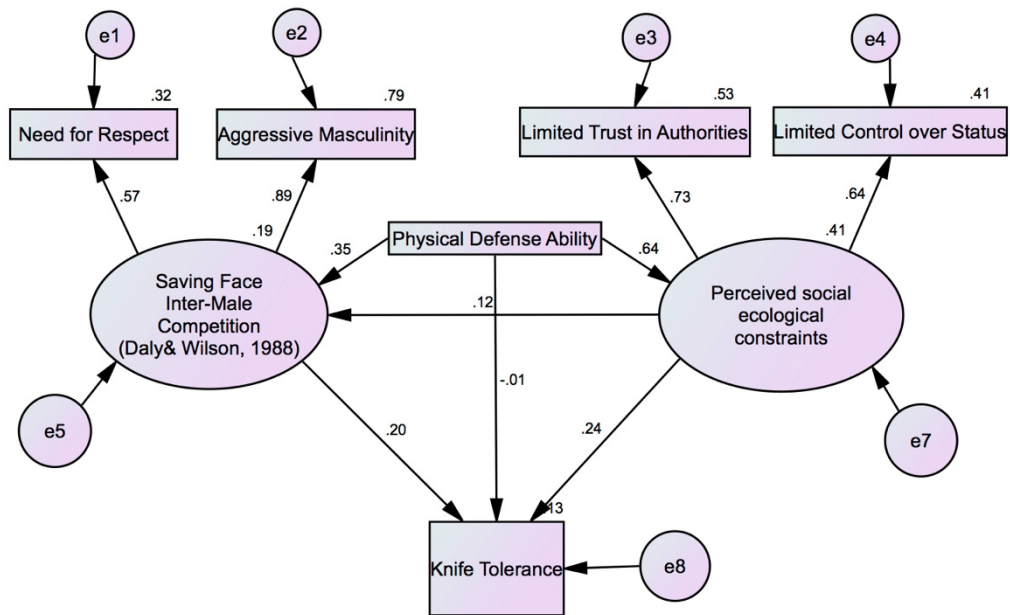 e1
e2
e3
e4
.32
.79
.53
.41
Need for Respect
Aggressive Masculinity
Limited Trust in Authorities
Limited Control over Status
.57
.89
.73
.64
.19
Physical Defense Ability
.41
.35
.64
Saving Face
Inter-Male
Competition
(Daly& Wilson, 1988)
.12
Perceived social
ecological
constraints
-.01
e5
.20
.24
e7
.13
Knife Tolerance
e8